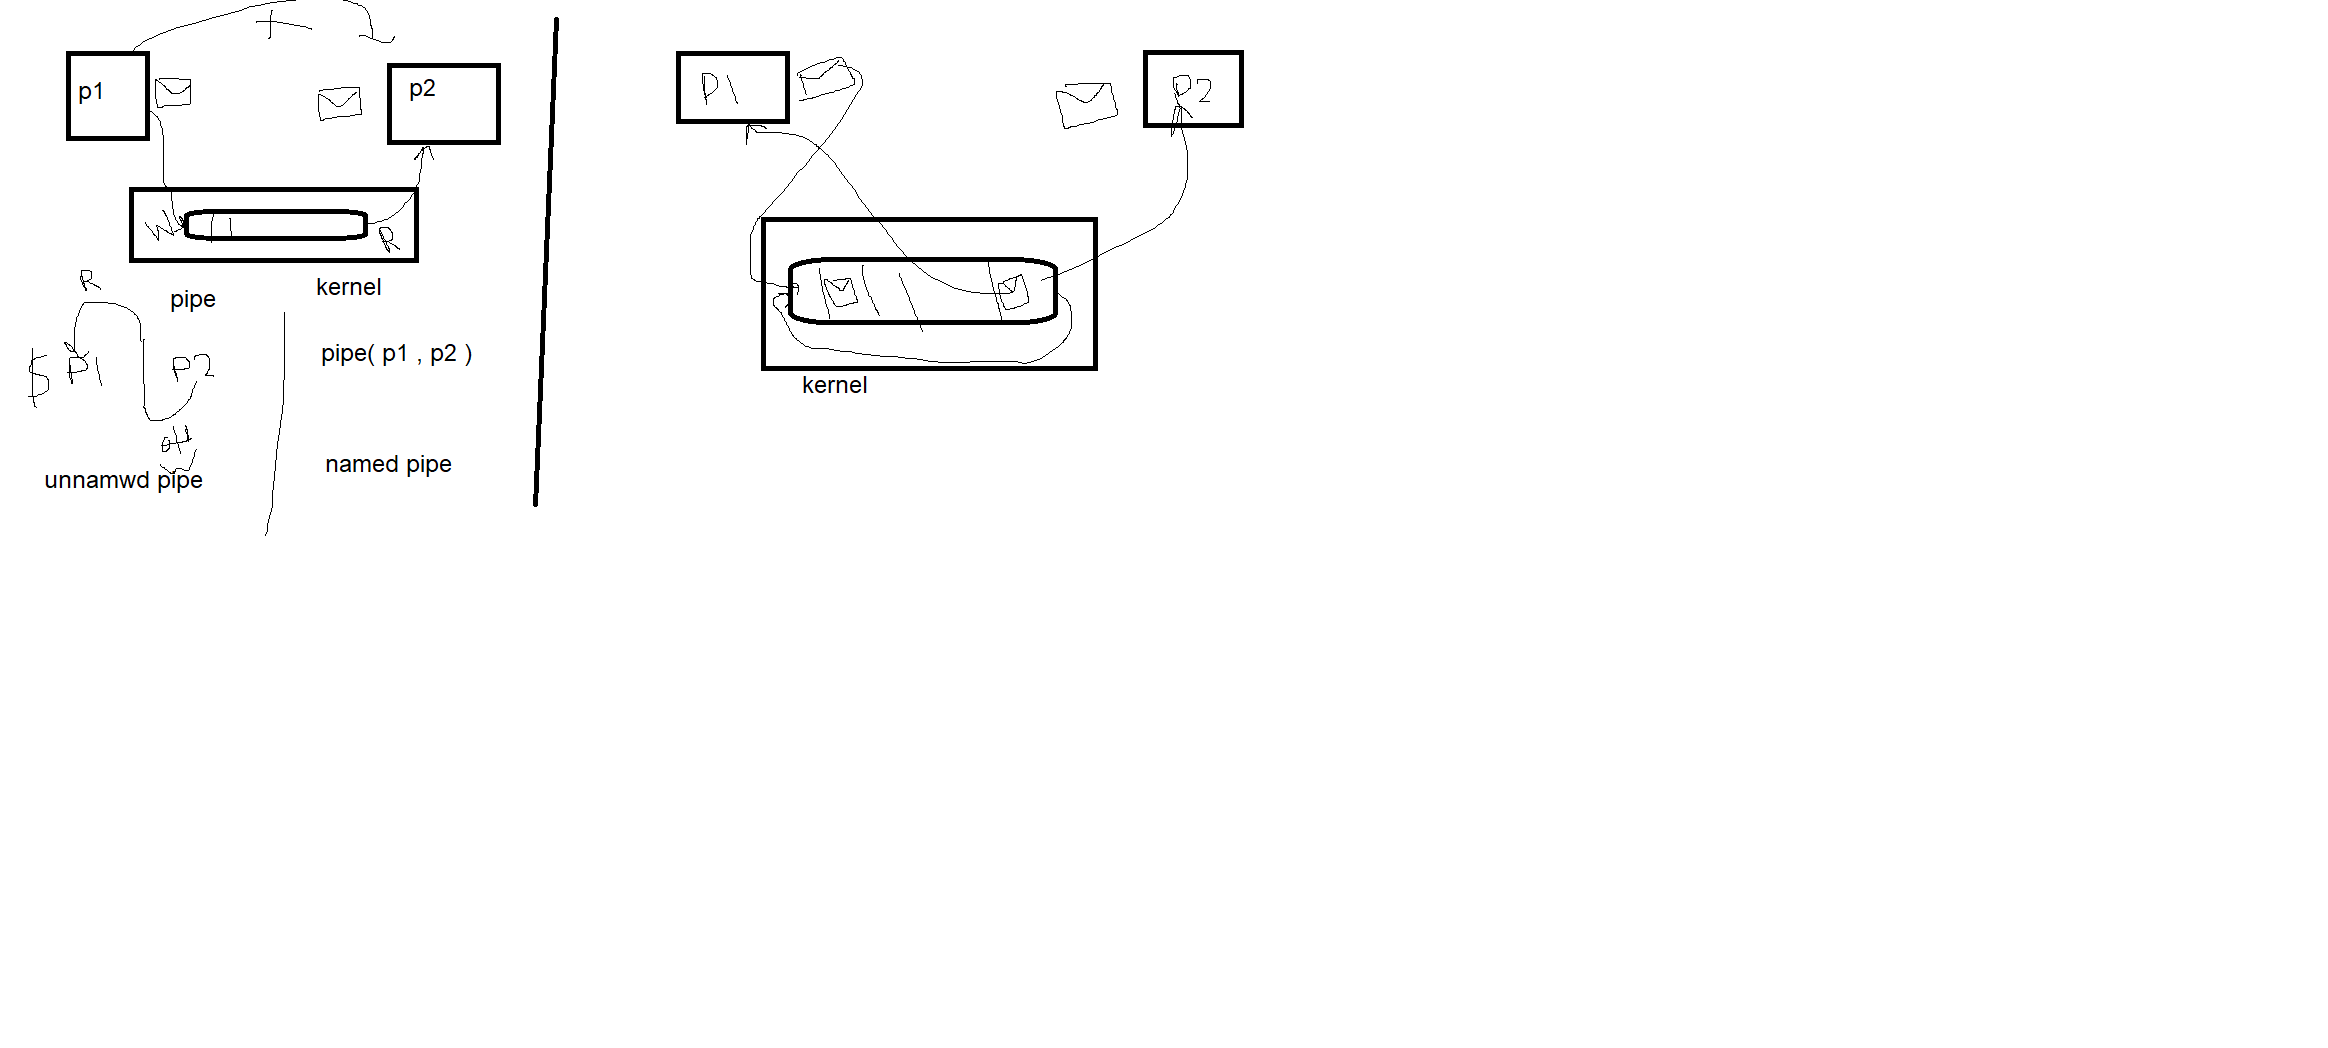 p1
p2
W
R
pipe
kernel
R
$ P1
P2
pipe( p1 , p2 )
unnamwd pipe
named pipe
P1
P2
kernel